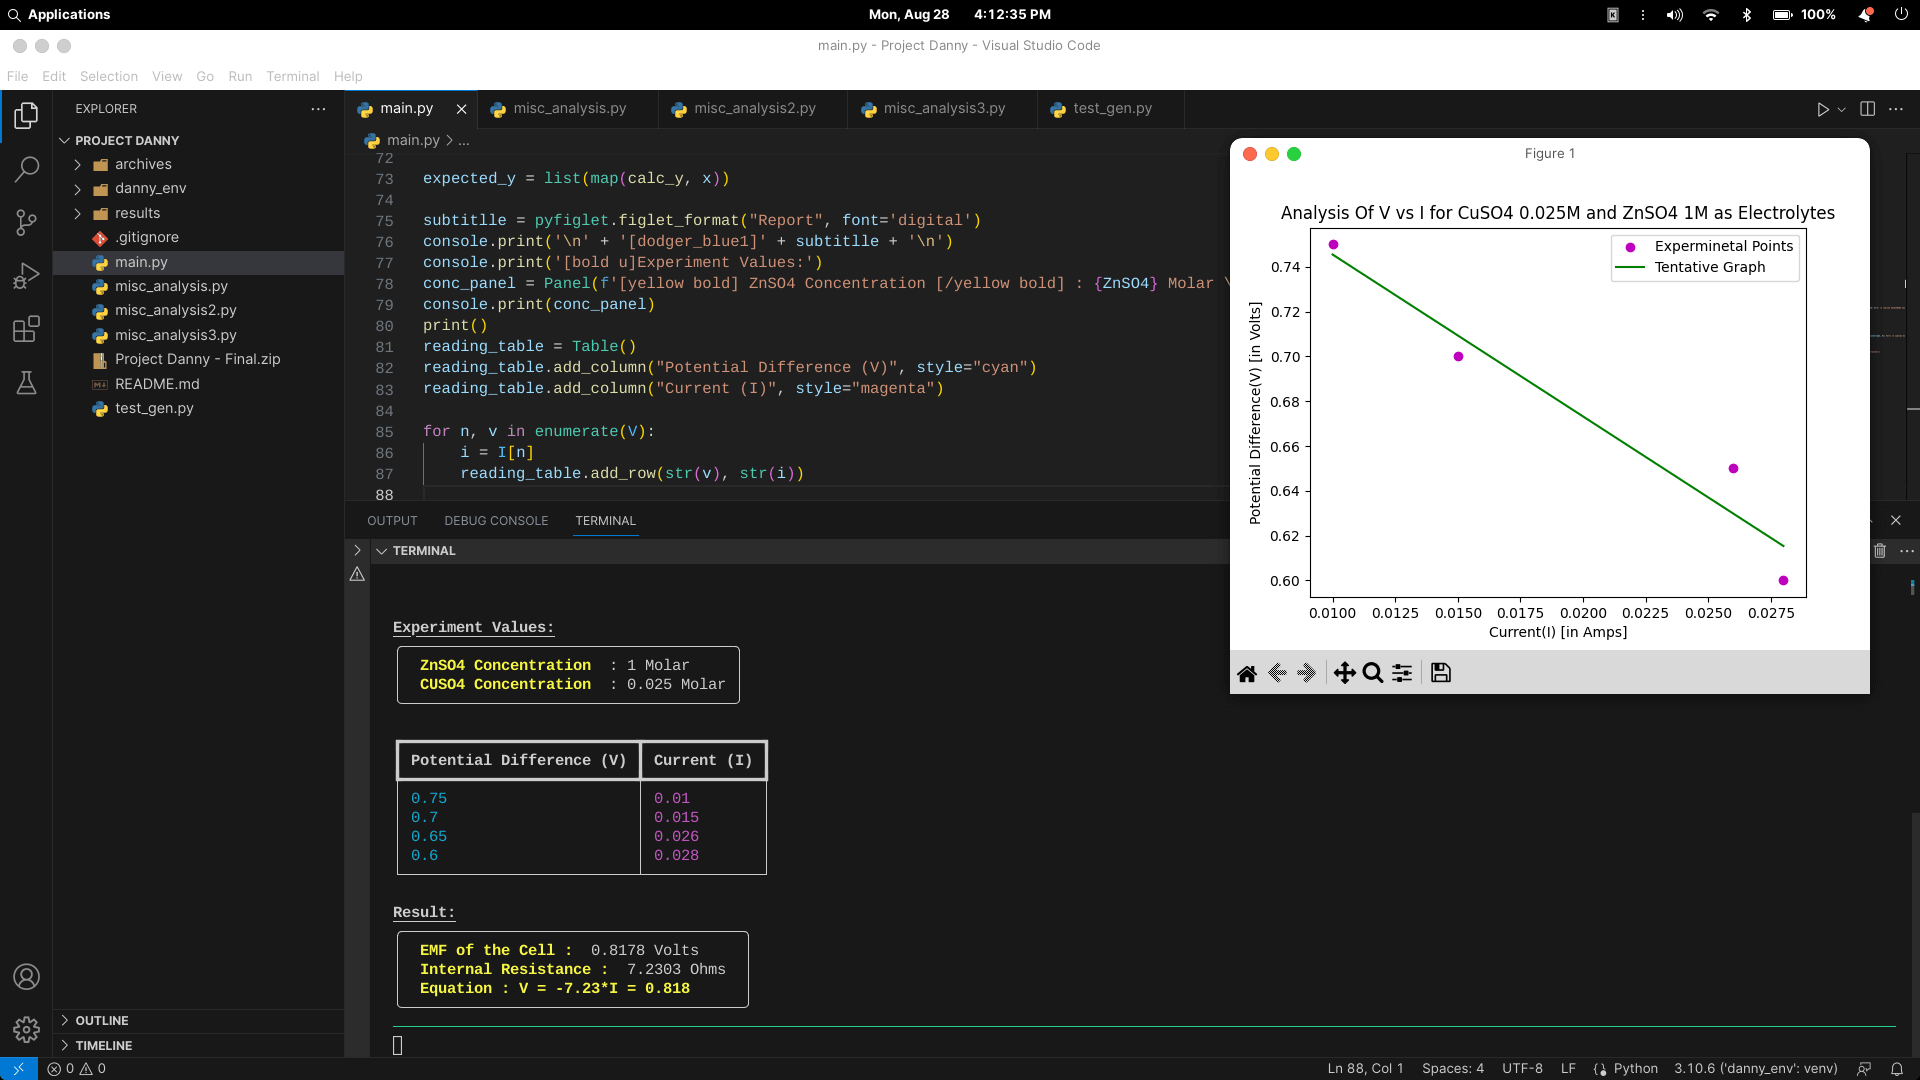 Applications
Mon, Aug 28 4:12:35 PM
100%
main.py - Project Danny - Visual Studio Code
File Edit Selection View Go Run Terminal Help
EXPLORER
PROJECT DANNY
archives
danny_env
results
.gitignore
main.py
misc_analysis.py
misc_analysis2.py
misc_analysis3.py
Project Danny - Final.zip
README.md
test_gen.py
OUTLINE
TIMELINE
main.py misc_analysis.py misc_analysis2.py misc_analysis3.py test_gen.py
main.py > ...
72
73 expected_y = list(map(calc_y, x))
74
75 subtitlle = pyfiglet.figlet_format("Report", font='digital')
76 console.print('\n' + '[dodger_blue1]' + subtitlle + '\n')
77 console.print('[bold u]Experiment Values:')
78 conc_panel = Panel(f'[yellow bold] ZnSO4 Concentration [/yellow bold] : {ZnSO4} Molar \
79 console.print(conc_panel)
80 print()
81 reading_table = Table()
82 reading_table.add_column("Potential Difference (V)", style="cyan")
83 reading_table.add_column("Current (I)", style="magenta")
84
85 for n, v in enumerate(V):
86 i = I[n]
87 reading_table.add_row(str(v), str(i))
88
OUTPUT DEBUG CONSOLE TERMINAL
TERMINAL
Experiment Values:
ZnSO4 Concentration : 1 Molar
CUSO4 Concentration : 0.025 Molar
Potential Difference (V) Current (I)
0.75 0.01
0.7 0.015
0.65 0.026
0.6 0.028
Result:
EMF of the Cell : 0.8178 Volts
Internal Resistance : 7.2303 Ohms
Equation : V = -7.23*I = 0.818
Figure 1
Analysis Of V vs I for CuSO4 0.025M and ZnSO4 1M as Electrolytes
Experminetal Points
Tentative Graph
Potential Difference(V) [in Volts]
0.74
0.72
0.70
0.68
0.66
0.64
0.62
0.60
0.0100 0.0125 0.0150 0.0175 0.0200 0.0225 0.0250 0.0275
Current(I) [in Amps]
0 0
Ln 88, Col 1 Spaces: 4 UTF-8 LF Python 3.10.6 ('danny_env': venv)